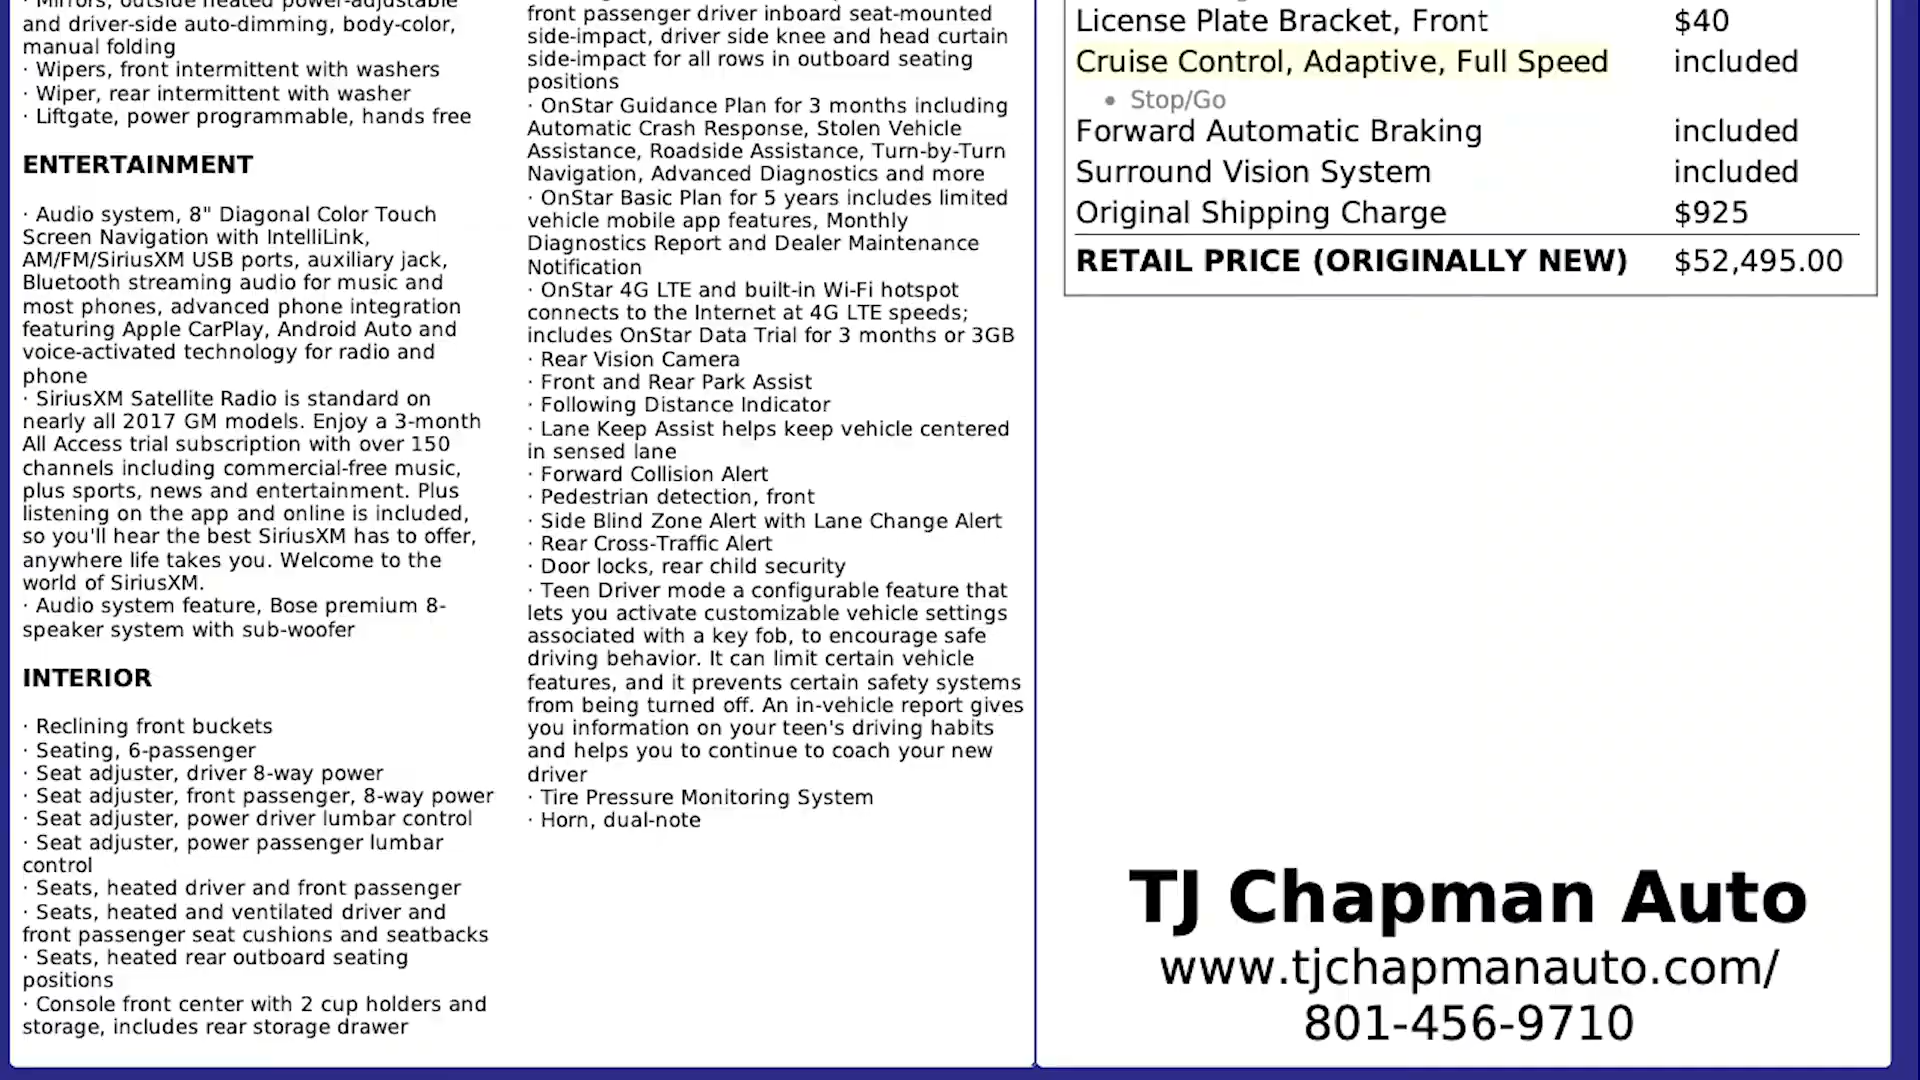 · Mirrors, outside heated power-adjustable
and driver-side auto-dimming, body-color,
manual folding
· Wipers, front intermittent with washers
· Wiper, rear intermittent with washer
· Liftgate, power programmable, hands free
ENTERTAINMENT
· Audio system, 8" Diagonal Color Touch
Screen Navigation with IntelliLink,
AM/FM/SiriusXM USB ports, auxiliary jack,
Bluetooth streaming audio for music and
most phones, advanced phone integration
featuring Apple CarPlay, Android Auto and
voice-activated technology for radio and
phone
· SiriusXM Satellite Radio is standard on
nearly all 2017 GM models. Enjoy a 3-month
All Access trial subscription with over 150
channels including commercial-free music,
plus sports, news and entertainment. Plus
listening on the app and online is included,
so you'll hear the best SiriusXM has to offer,
anywhere life takes you. Welcome to the
world of SiriusXM.
· Audio system feature, Bose premium 8-
speaker system with sub-woofer
INTERIOR
· Reclining front buckets
· Seating, 6-passenger
· Seat adjuster, driver 8-way power
· Seat adjuster, front passenger, 8-way power
· Seat adjuster, power driver lumbar control
· Seat adjuster, power passenger lumbar
control
· Seats, heated driver and front passenger
· Seats, heated and ventilated driver and
front passenger seat cushions and seatbacks
· Seats, heated rear outboard seating
positions
· Console front center with 2 cup holders and
storage, includes rear storage drawer
front passenger driver inboard seat-mounted
side-impact, driver side knee and head curtain
side-impact for all rows in outboard seating
positions
· OnStar Guidance Plan for 3 months including
Automatic Crash Response, Stolen Vehicle
Assistance, Roadside Assistance, Turn-by-Turn
Navigation, Advanced Diagnostics and more
· OnStar Basic Plan for 5 years includes limited
vehicle mobile app features, Monthly
Diagnostics Report and Dealer Maintenance
Notification
· OnStar 4G LTE and built-in Wi-Fi hotspot
connects to the Internet at 4G LTE speeds;
includes OnStar Data Trial for 3 months or 3GB
· Rear Vision Camera
· Front and Rear Park Assist
· Following Distance Indicator
· Lane Keep Assist helps keep vehicle centered
in sensed lane
· Forward Collision Alert
· Pedestrian detection, front
· Side Blind Zone Alert with Lane Change Alert
· Rear Cross-Traffic Alert
· Door locks, rear child security
· Teen Driver mode a configurable feature that
lets you activate customizable vehicle settings
associated with a key fob, to encourage safe
driving behavior. It can limit certain vehicle
features, and it prevents certain safety systems
from being turned off. An in-vehicle report gives
you information on your teen's driving habits
and helps you to continue to coach your new
driver
· Tire Pressure Monitoring System
· Horn, dual-note
License Plate Bracket, Front $40
Cruise Control, Adaptive, Full Speed included
• Stop/Go
Forward Automatic Braking included
Surround Vision System included
Original Shipping Charge $925
RETAIL PRICE (ORIGINALLY NEW) $52,495.00
TJ Chapman Auto
www.tjchapmanauto.com/
801-456-9710